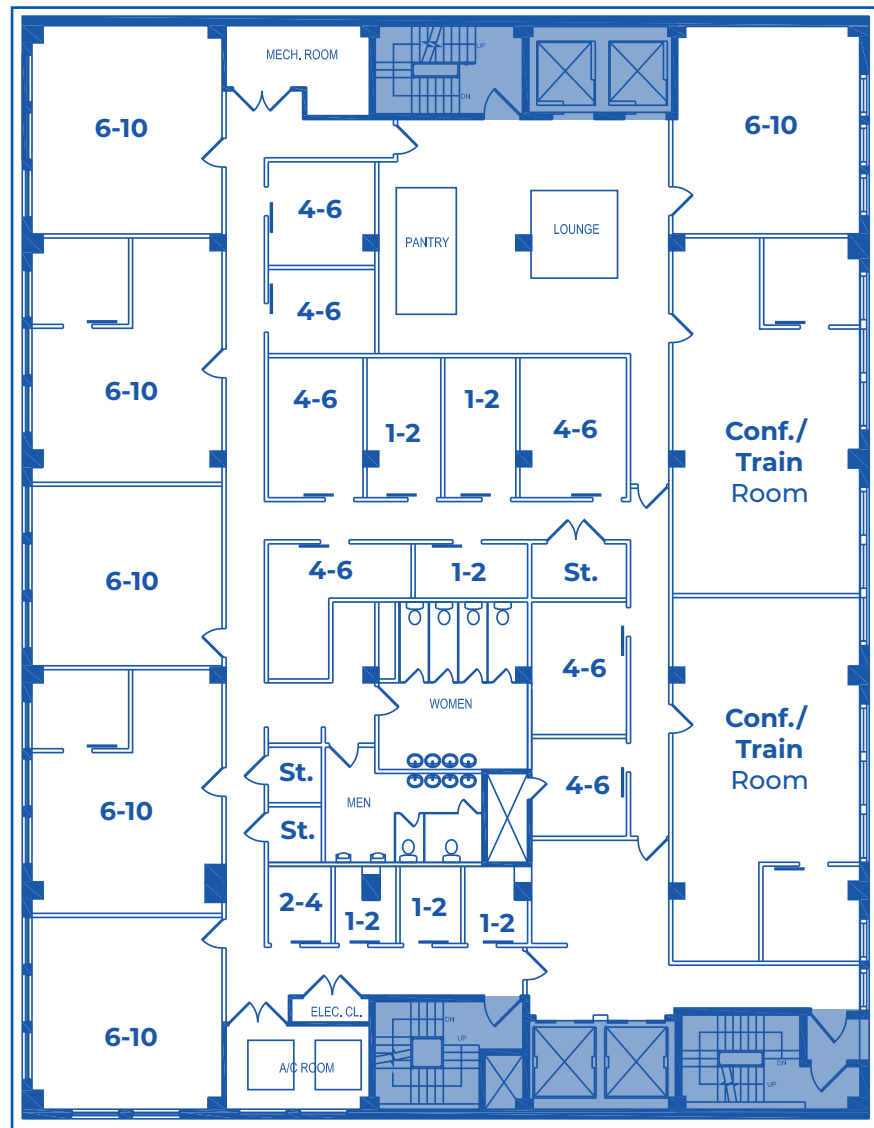 MECH. ROOM
UP
DN
6-10
6-10
4-6
PANTRY
LOUNGE
4-6
6-10
4-6
1-2
1-2
4-6
Conf./
Train
Room
6-10
4-6
1-2
St.
4-6
WOMEN
Conf./
Train
Room
St.
4-6
MEN
6-10
St.
2-4
1-2
1-2
1-2
ELEC. CL.
DN
UP
6-10
A/C ROOM
DN
UP